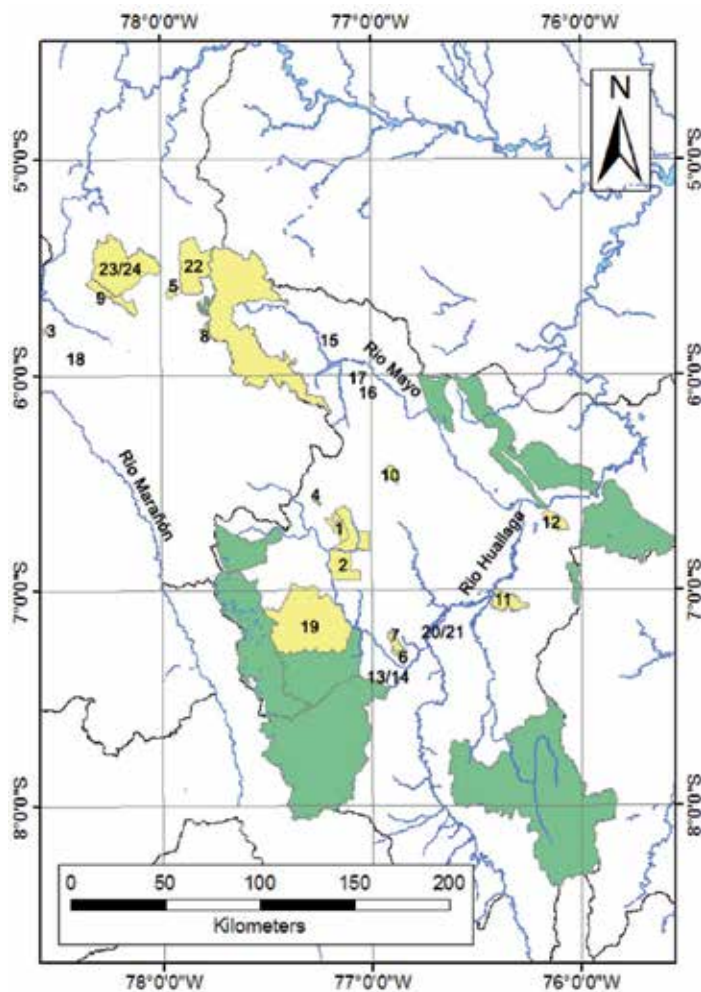 78°0'0"W 77°0'0"W 76°0'0"W
N
5°0'0"S 5°0'0"S
23/24 22
5
9
3 8 15
18
Río Mayo
6°0'0"S 17 6°0'0"S
16
Río Marañón
10
4
1 12
Río Huallaga
2
7°0'0"S 7°0'0"S
11
19 7 20/21
6
13/14
8°0'0"S 8°0'0"S
0 50 100 150 200
Kilometers
78°0'0"W 77°0'0"W 76°0'0"W